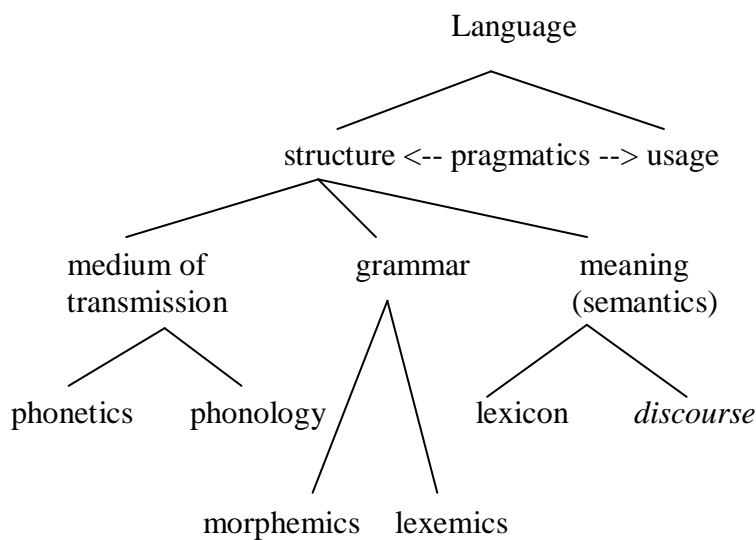 Language
structure <-- pragmatics --> usage
medium of
transmission
grammar
meaning
(semantics)
phonetics
phonology
lexicon
discourse
morphemics
lexemics